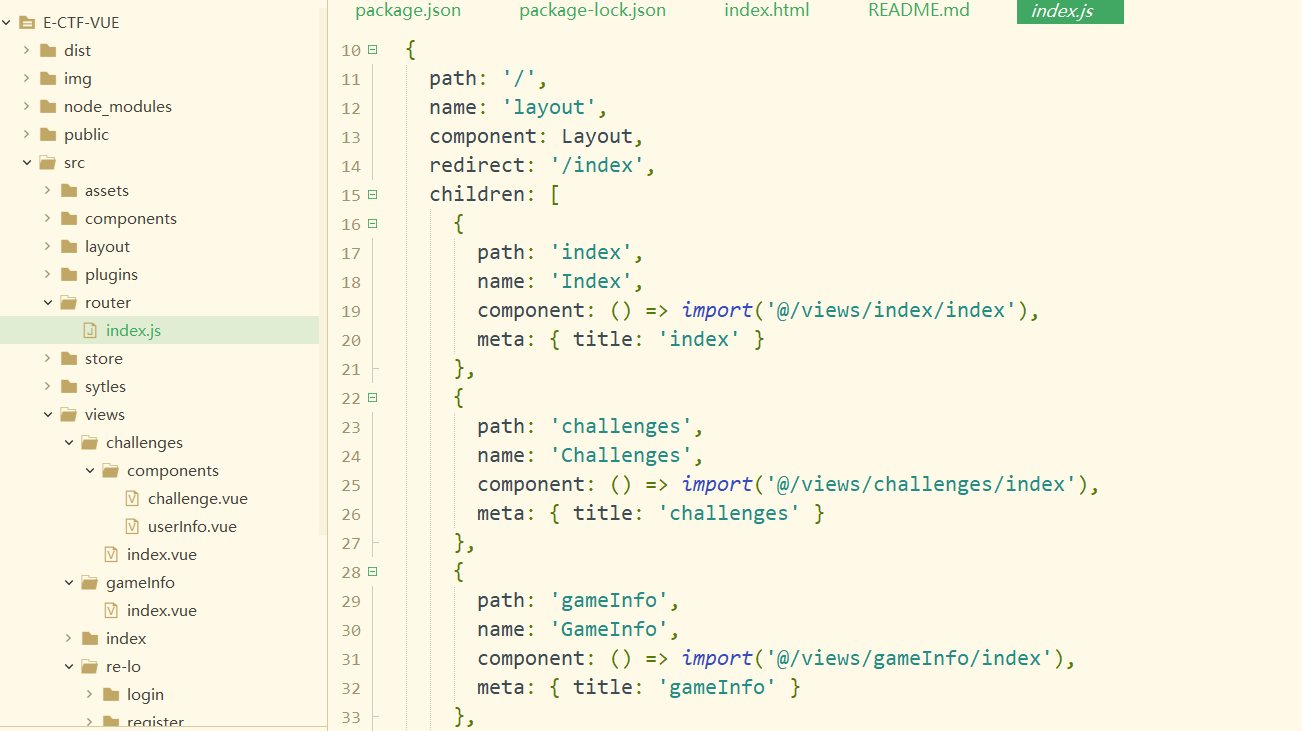 E-CTF-VUE
dist
img
node_modules
public
src
assets
components
layout
plugins
router
index.js
store
sytles
views
challenges
components
challenge.vue
userInfo.vue
index.vue
gameInfo
index.vue
index
re-lo
login
register
package.json package-lock.json index.html README.md index.js
10 {
11 path: '/',
12 name: 'layout',
13 component: Layout,
14 redirect: '/index',
15 children: [
16 {
17 path: 'index',
18 name: 'Index',
19 component: () => import('@/views/index/index'),
20 meta: { title: 'index' }
21 },
22 {
23 path: 'challenges',
24 name: 'Challenges',
25 component: () => import('@/views/challenges/index'),
26 meta: { title: 'challenges' }
27 },
28 {
29 path: 'gameInfo',
30 name: 'GameInfo',
31 component: () => import('@/views/gameInfo/index'),
32 meta: { title: 'gameInfo' }
33 },